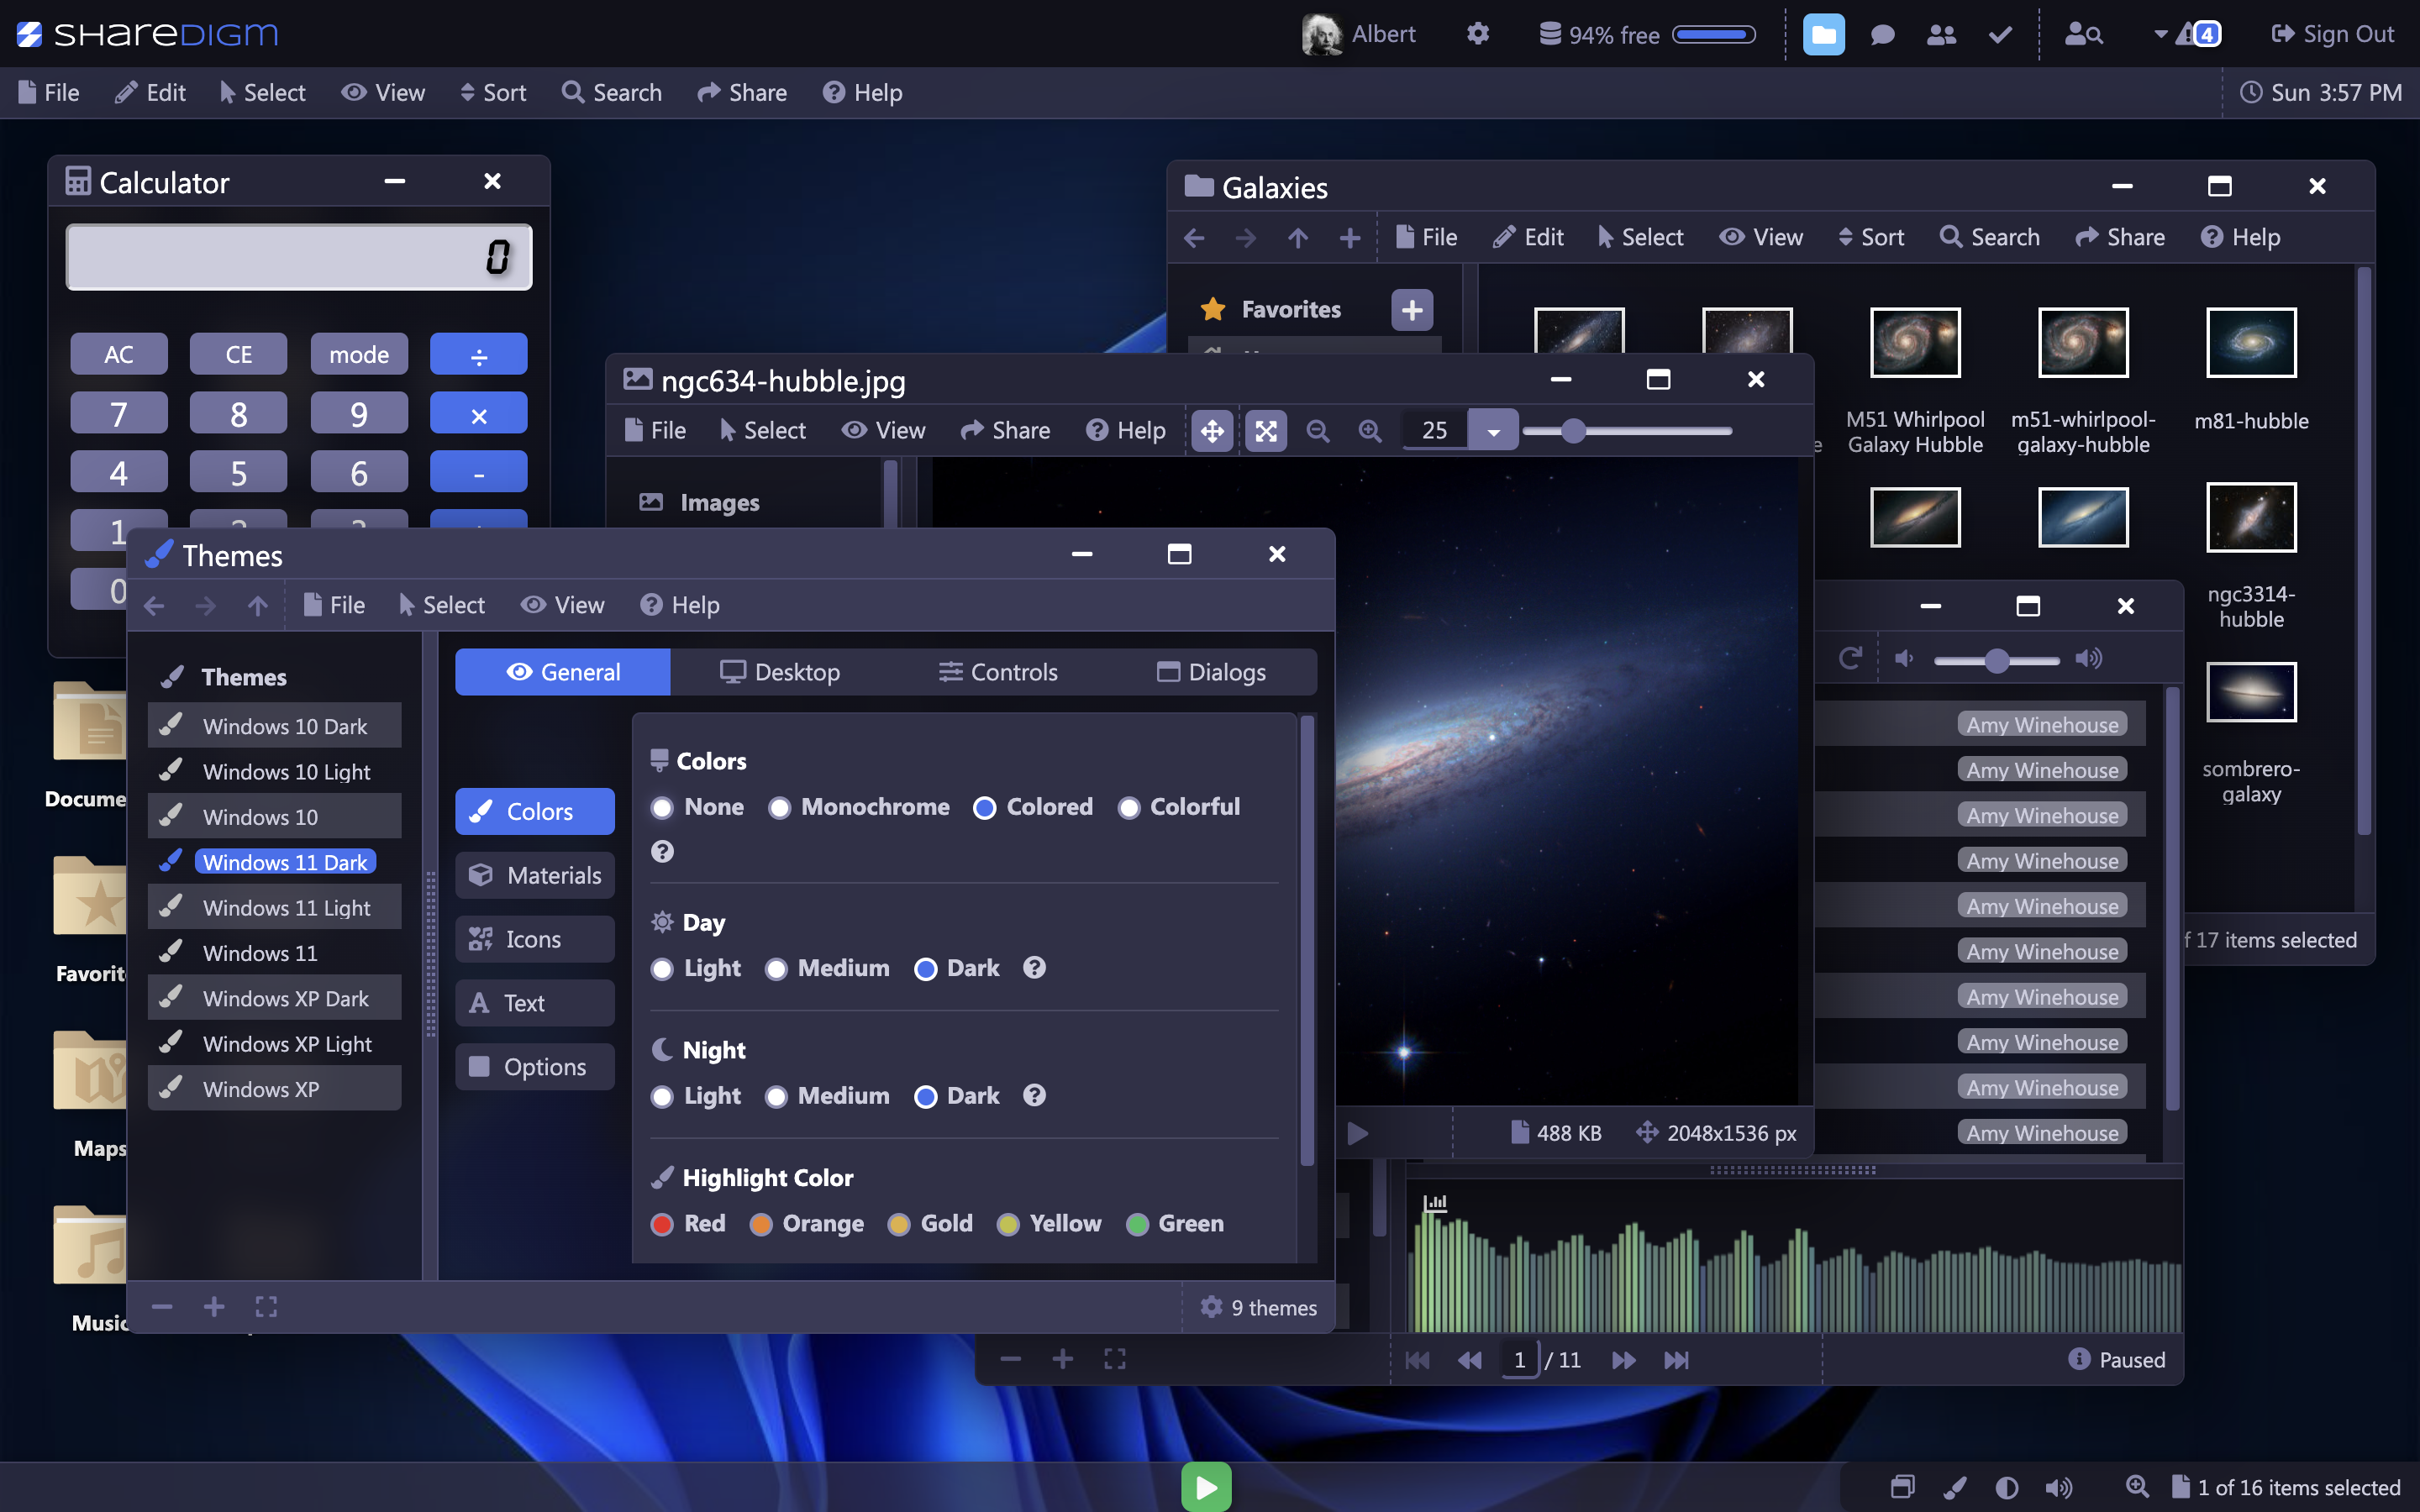 SHAREDIGM
Albert
94% free
4
Sign Out
File Edit Select View Sort Search Share Help
Sun 3:57 PM
Calculator
0
AC CE mode ÷
7 8 9 ×
4 5 6 -
1
0
Galaxies
File Edit Select View Sort Search Share Help
Favorites
M51 Whirlpool
Galaxy Hubble
m51-whirlpool-
galaxy-hubble
m81-hubble
ngc3314-
hubble
sombrero-
galaxy
17 items selected
ngc634-hubble.jpg
File Select View Share Help
25
Images
488 KB
2048x1536 px
Themes
File Select View Help
Themes
Windows 10 Dark
Windows 10 Light
Windows 10
Windows 11 Dark
Windows 11 Light
Windows 11
Windows XP Dark
Windows XP Light
Windows XP
General Desktop Controls Dialogs
Colors
Materials
Icons
Text
Options
Colors
None Monochrome Colored Colorful
Day
Light Medium Dark
Night
Light Medium Dark
Highlight Color
Red Orange Gold Yellow Green
9 themes
Amy Winehouse
Amy Winehouse
Amy Winehouse
Amy Winehouse
Amy Winehouse
Amy Winehouse
Amy Winehouse
Amy Winehouse
Amy Winehouse
Amy Winehouse
1 / 11
Paused
Docume
Favorit
Maps
Music
1 of 16 items selected